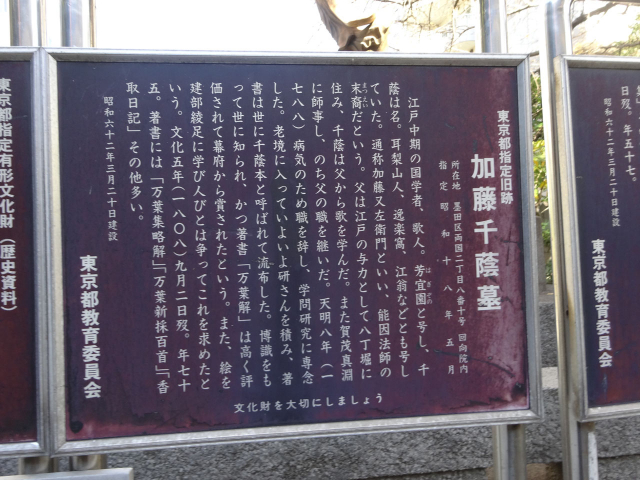 東京都指定旧跡
加藤千蔭墓
所在地 墨田区両国二丁目八番十号 回向院内
指定 昭和十八年五月
江戸中期の国学者、歌人。芳宜園と号し、千
蔭は名。耳梨山人、逸楽窩、江翁などとも号し
ていた。通称加藤又左衛門といい、能因法師の
末裔だという。父は江戸の与力として八丁堀に
住み、千蔭は父から歌を学んだ。また賀茂真淵
に師事し、のち父の職を継いだ。天明八年(一
七八八)病気のため職を辞し、学問研究に専念
した。老境に入っていよいよ研さんを積み、著
書は世に千蔭本と呼ばれて流布した。博識をも
って世に知られ、かつ著書「万葉解」は高く評
価されて幕府から賞されたという。また、絵を
建部綾足に学び人びとは争ってこれを求めたと
いう。文化五年(一八〇八)九月二日歿。年七十
五。著書には「万葉集略解」「万葉新採百首」「香
取日記」その他多い。
昭和六十二年三月二十日建設
東京都教育委員会
文化財を大切にしましょう
日歿。年五十七。
昭和六十二年三月二十日建設
東京都教育委員会
東京都指定有形文化財(歴史資料)